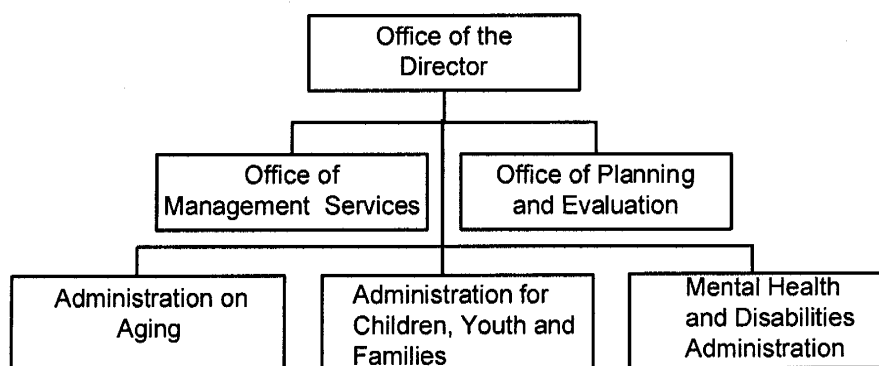 Office of the
Director
Office of
Management Services
Office of Planning
and Evaluation
Administration on
Aging
Administration for
Children, Youth and
Families
Mental Health
and Disabilities
Administration